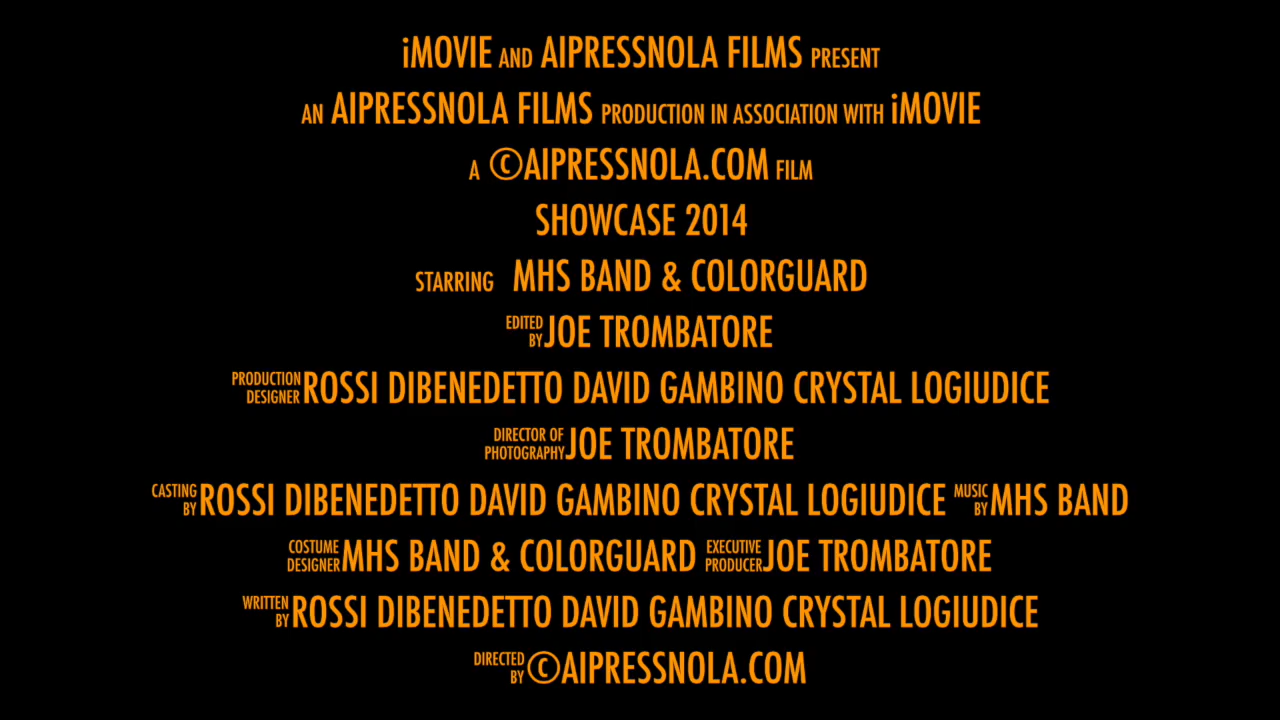 iMOVIE AND AIPRESSNOLA FILMS PRESENT
AN AIPRESSNOLA FILMS PRODUCTION IN ASSOCIATION WITH iMOVIE
A ©AIPRESSNOLA.COM FILM
SHOWCASE 2014
STARRING MHS BAND & COLORGUARD
EDITED BY JOE TROMBATORE
PRODUCTION DESIGNER ROSSI DIBENEDETTO DAVID GAMBINO CRYSTAL LOGIUDICE
DIRECTOR OF PHOTOGRAPHY JOE TROMBATORE
CASTING BY ROSSI DIBENEDETTO DAVID GAMBINO CRYSTAL LOGIUDICE MUSIC BY MHS BAND
COSTUME DESIGNER MHS BAND & COLORGUARD EXECUTIVE PRODUCER JOE TROMBATORE
WRITTEN BY ROSSI DIBENEDETTO DAVID GAMBINO CRYSTAL LOGIUDICE
DIRECTED BY ©AIPRESSNOLA.COM